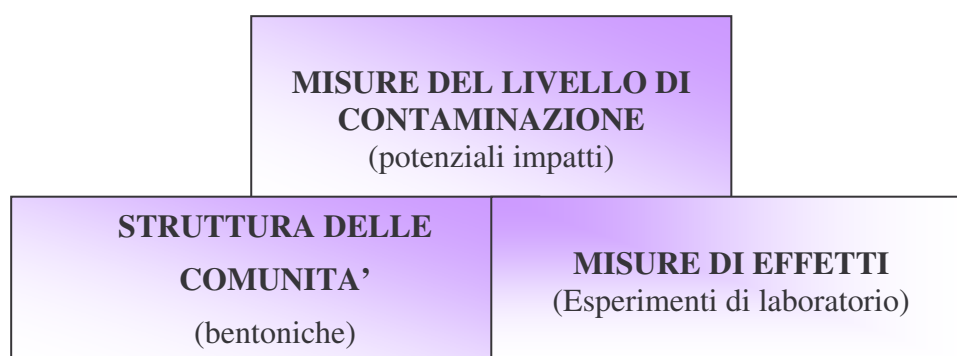 MISURE DEL LIVELLO DI
CONTAMINAZIONE
(potenziali impatti)
STRUTTURA DELLE
COMUNITA’
(bentoniche)
MISURE DI EFFETTI
(Esperimenti di laboratorio)